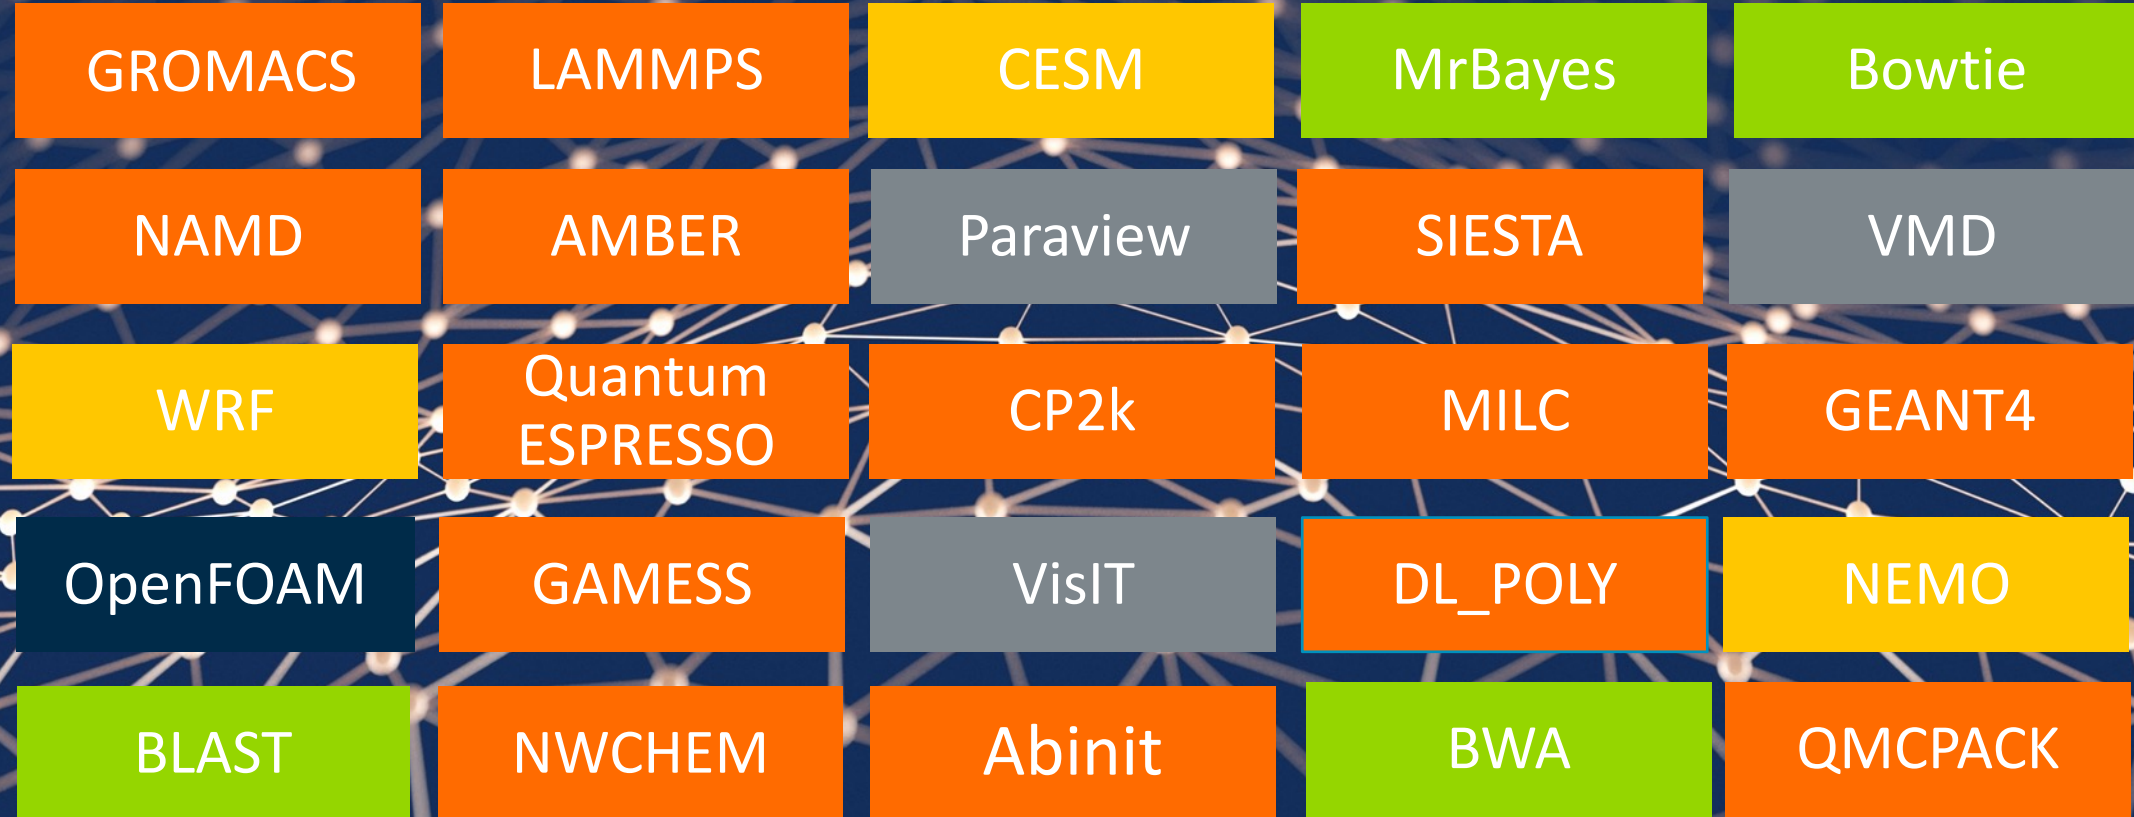 GROMACS
LAMMPS
CESM
MrBayes
Bowtie
NAMD
AMBER
Paraview
SIESTA
VMD
WRF
Quantum
ESPRESSO
CP2k
MILC
GEANT4
OpenFOAM
GAMESS
VisIT
DL_POLY
NEMO
BLAST
NWCHEM
Abinit
BWA
QMCPACK